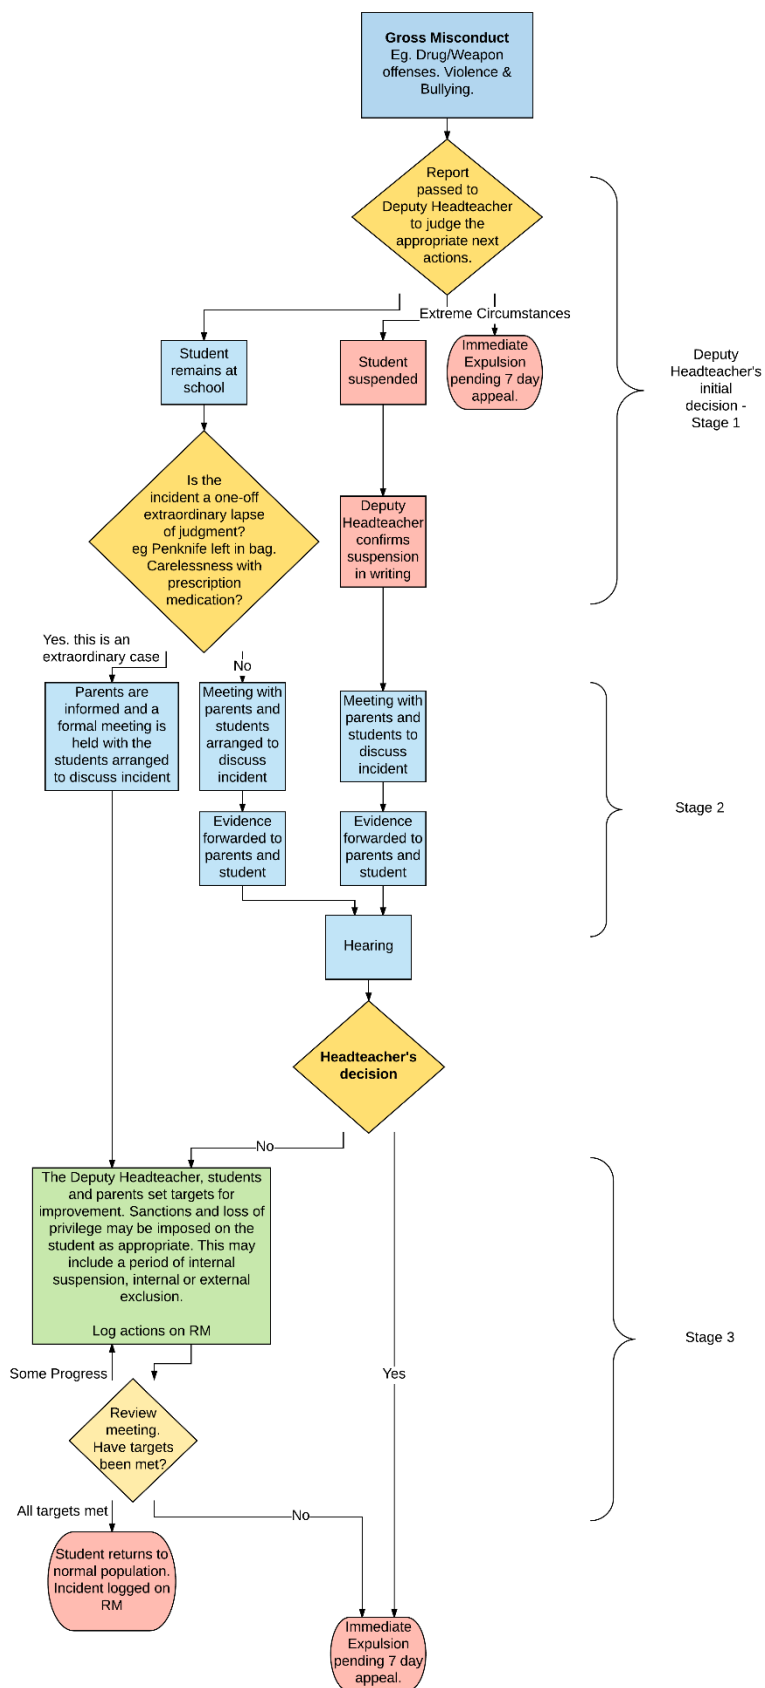 Gross Misconduct
Eg. Drug/Weapon
offenses. Violence &
Bullying.
Report
passed to
Deputy Headteacher
to judge the
appropriate next
actions.
Extreme Circumstances
Student
remains at
school
Student
suspended
Immediate
Expulsion
pending 7 day
appeal.
Deputy
Headteacher's
initial
decision -
Stage 1
Is the
incident a one-off
extraordinary lapse
of judgment?
eg Penknife left in bag.
Carelessness with
prescription
medication?
Deputy
Headteacher
confirms
suspension
in writing
Yes. this is an
extraordinary case
No
Parents are
informed and a
formal meeting is
held with the
students arranged
to discuss incident
Meeting with
parents and
students
arranged to
discuss
incident
Meeting with
parents and
students to
discuss
incident
Stage 2
Evidence
forwarded to
parents and
student
Evidence
forwarded to
parents and
student
Hearing
Headteacher's
decision
No
The Deputy Headteacher, students
and parents set targets for
improvement. Sanctions and loss of
privilege may be imposed on the
student as appropriate. This may
include a period of internal
suspension, internal or external
exclusion.
Log actions on RM
Stage 3
Some Progress
Yes
Review
meeting.
Have targets
been met?
All targets met
No
Student returns to
normal population.
Incident logged on
RM
Immediate
Expulsion
pending 7 day
appeal.